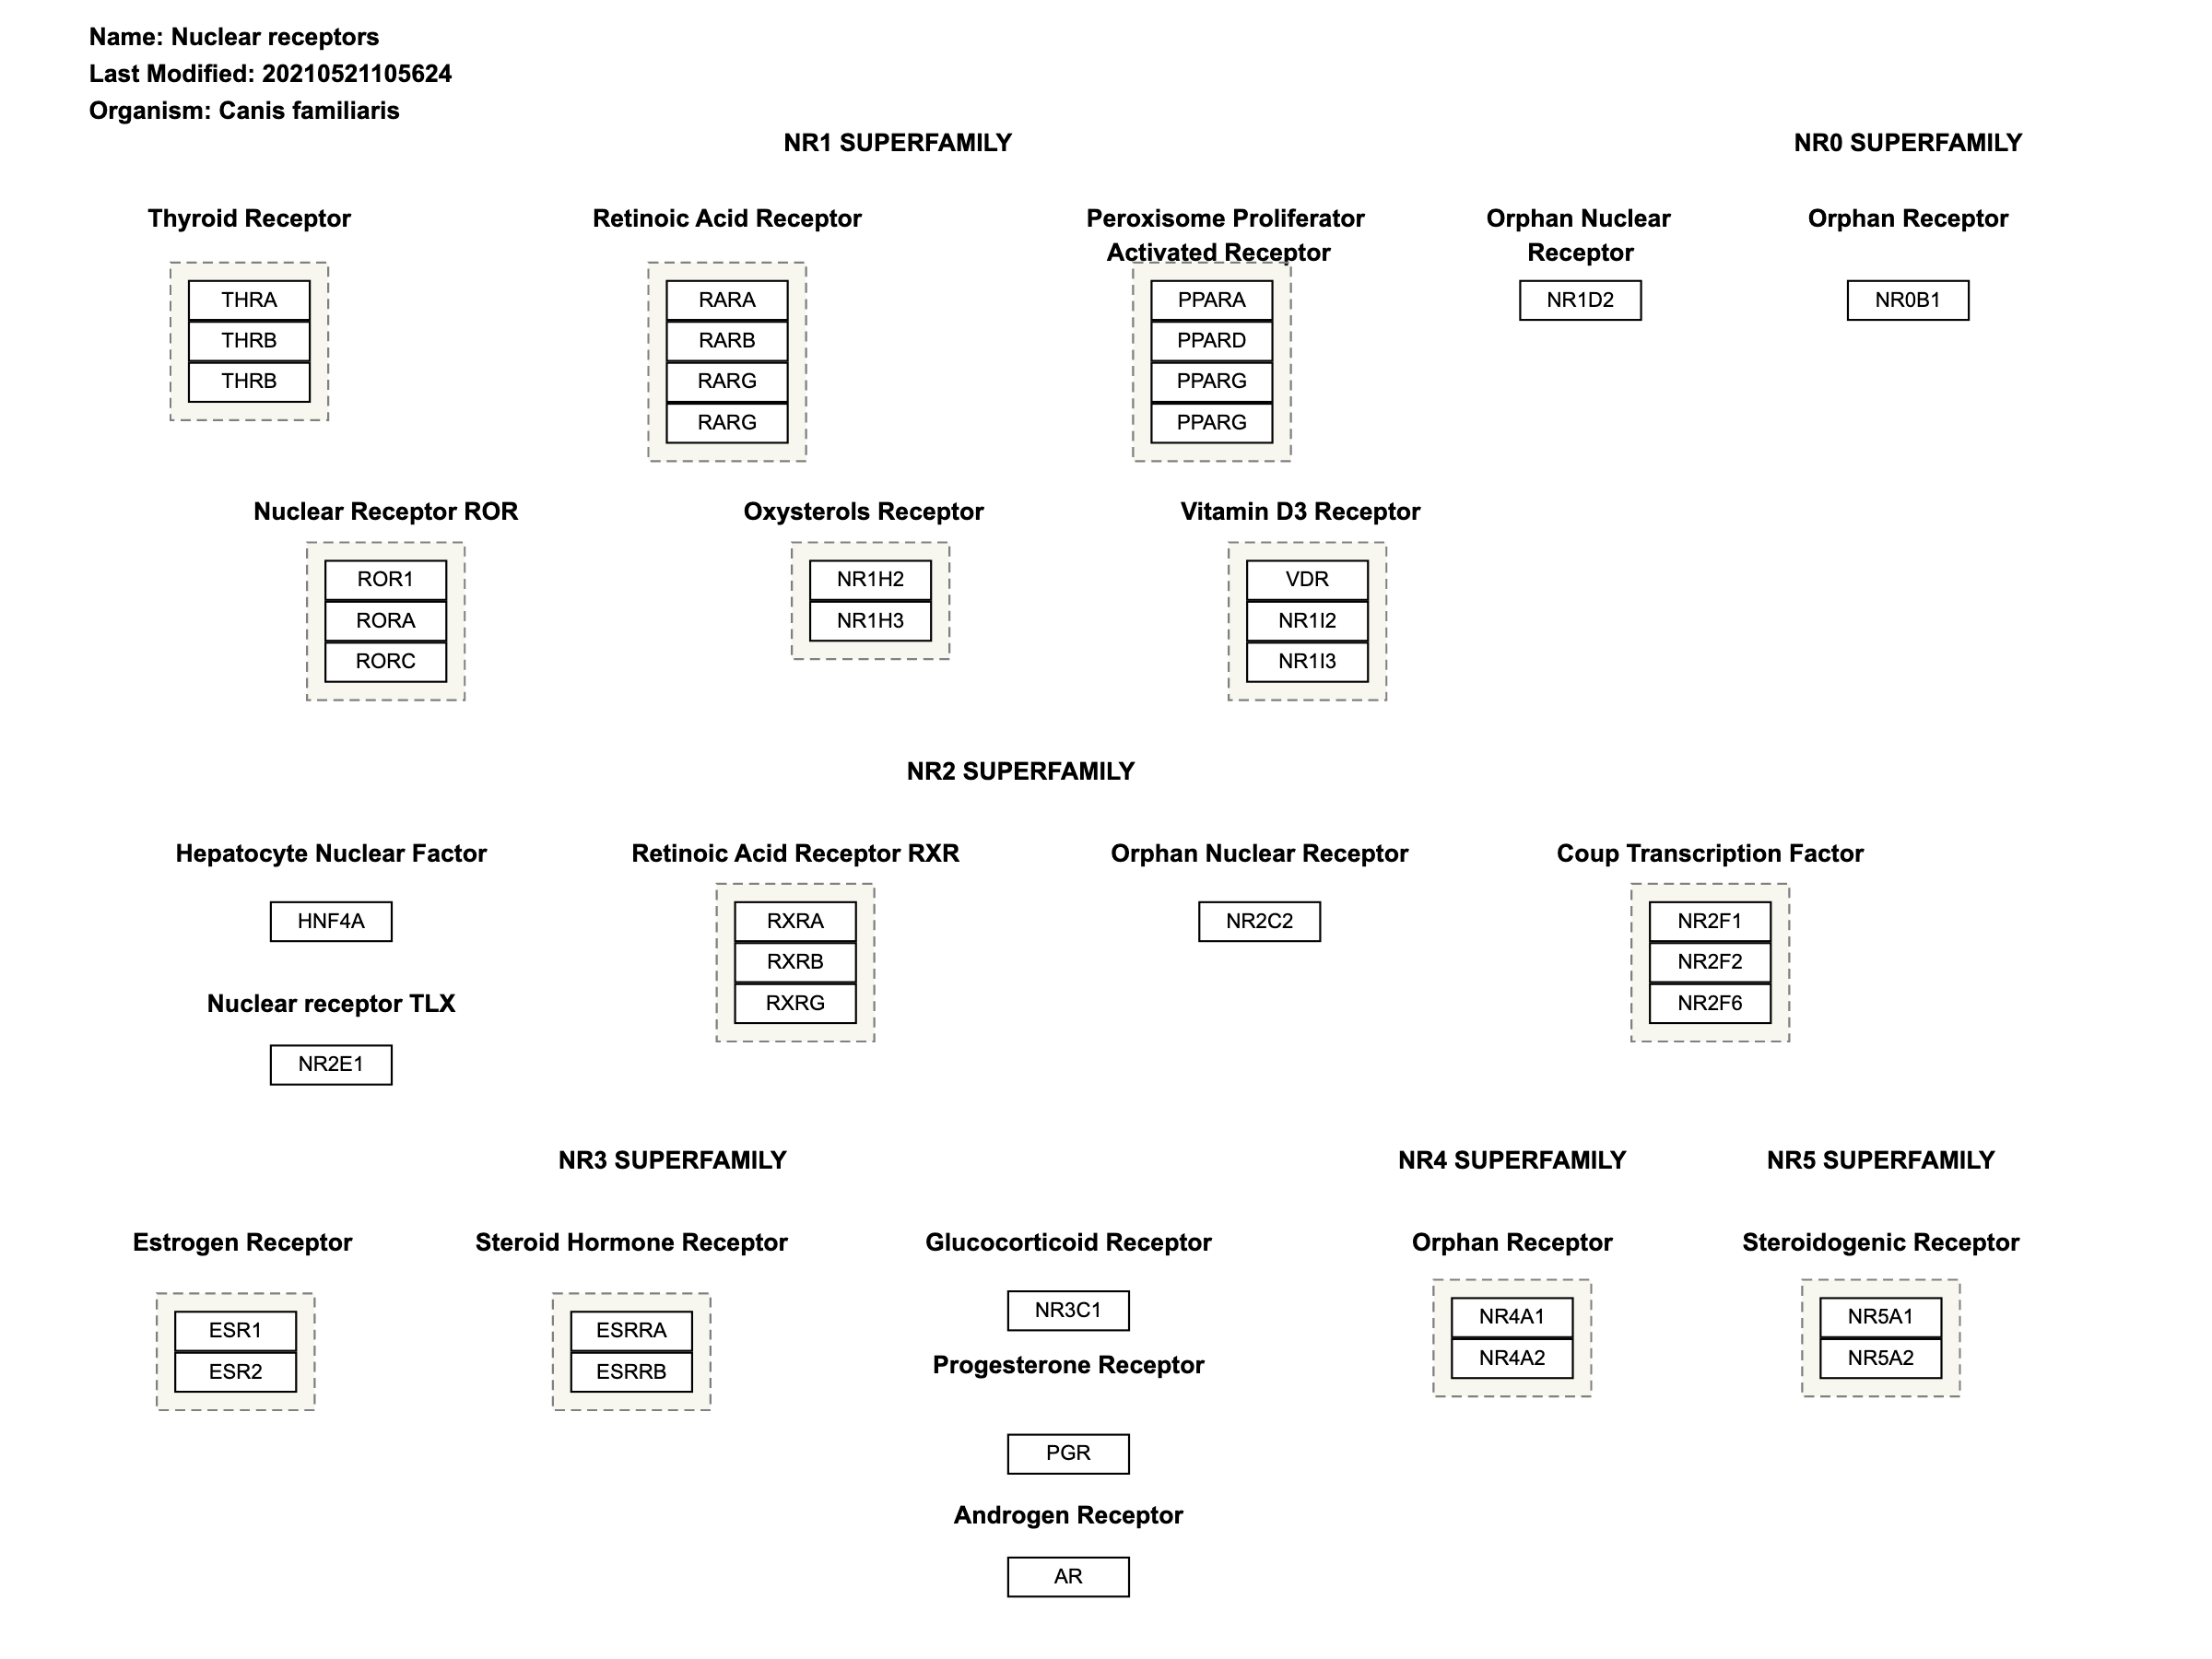 Name: Nuclear receptors
Last Modified: 20210521105624
Organism: Canis familiaris
NR1 SUPERFAMILY
NR0 SUPERFAMILY
Thyroid Receptor
THRA
THRB
THRB
Retinoic Acid Receptor
RARA
RARB
RARG
RARG
Peroxisome Proliferator
Activated Receptor
PPARA
PPARD
PPARG
PPARG
Orphan Nuclear
Receptor
NR1D2
Orphan Receptor
NR0B1
Nuclear Receptor ROR
ROR1
RORA
RORC
Oxysterols Receptor
NR1H2
NR1H3
Vitamin D3 Receptor
VDR
NR1I2
NR1I3
NR2 SUPERFAMILY
Hepatocyte Nuclear Factor
HNF4A
Nuclear receptor TLX
NR2E1
Retinoic Acid Receptor RXR
RXRA
RXRB
RXRG
Orphan Nuclear Receptor
NR2C2
Coup Transcription Factor
NR2F1
NR2F2
NR2F6
NR3 SUPERFAMILY
NR4 SUPERFAMILY
NR5 SUPERFAMILY
Estrogen Receptor
ESR1
ESR2
Steroid Hormone Receptor
ESRRA
ESRRB
Glucocorticoid Receptor
NR3C1
Progesterone Receptor
PGR
Androgen Receptor
AR
Orphan Receptor
NR4A1
NR4A2
Steroidogenic Receptor
NR5A1
NR5A2